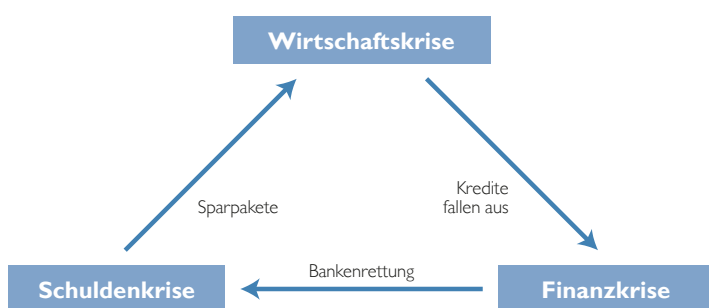 Wirtschaftskrise
Kredite
fallen aus
Sparpakete
Bankenrettung
Schuldenkrise
Finanzkrise